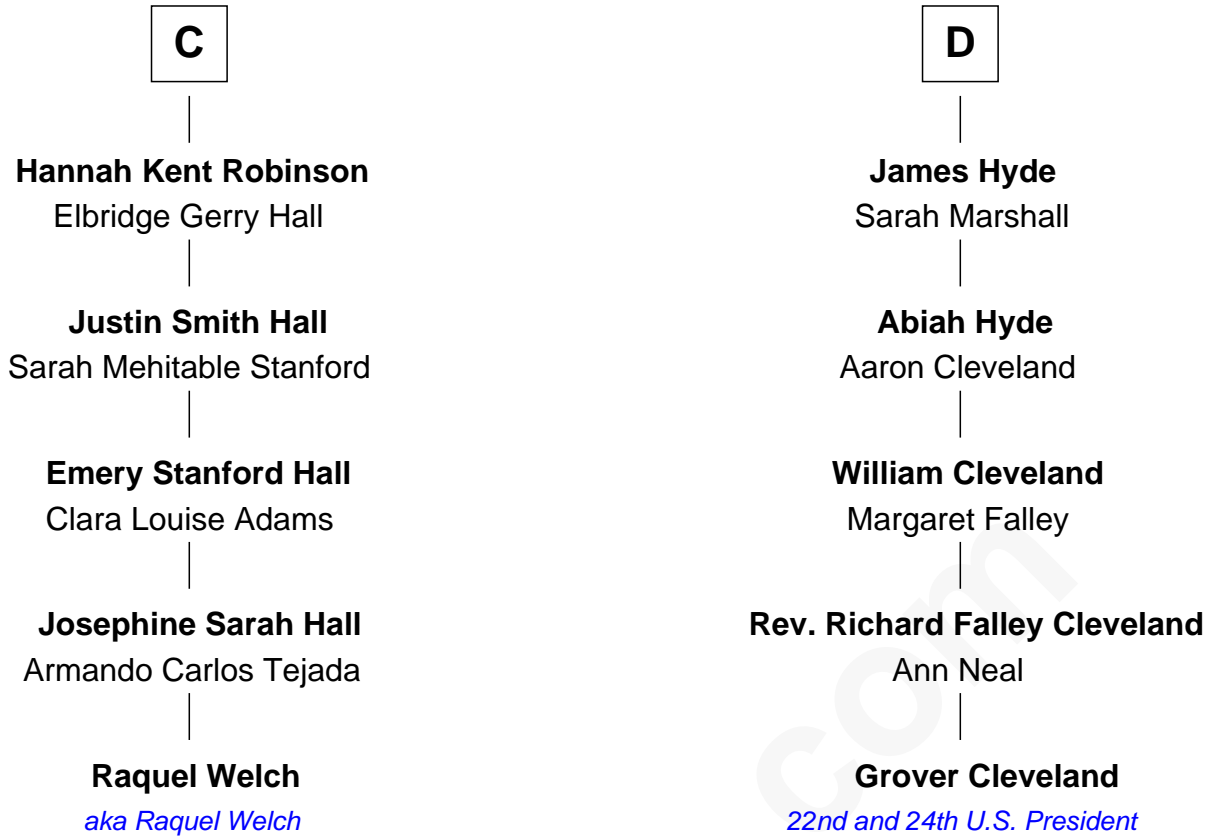 C
Hannah Kent Robinson
Elbridge Gerry Hall
Justin Smith Hall
Sarah Mehitable Stanford
Emery Stanford Hall
Clara Louise Adams
Josephine Sarah Hall
Armando Carlos Tejada
Raquel Welch
aka Raquel Welch
D
James Hyde
Sarah Marshall
Abiah Hyde
Aaron Cleveland
William Cleveland
Margaret Falley
Rev. Richard Falley Cleveland
Ann Neal
Grover Cleveland
22nd and 24th U.S. President
com